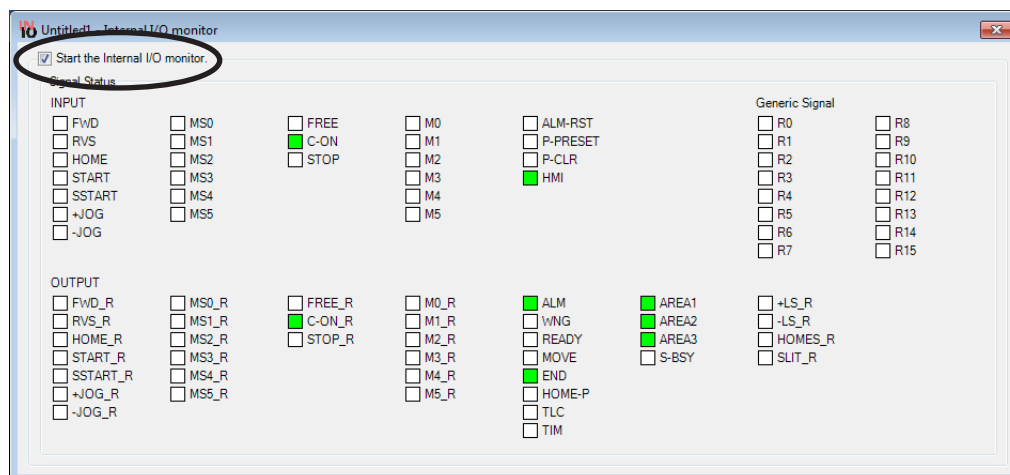 Untitled1 - Internal I/O monitor
Start the Internal I/O monitor.
Signal Status
INPUT
Generic Signal
FWD MS0 FREE M0 ALM-RST R0 R8
RVS MS1 C-ON M1 P-PRESET R1 R9
HOME MS2 STOP M2 P-CLR R2 R10
START MS3 M3 HMI R3 R11
SSTART MS4 M4 R4 R12
+JOG MS5 M5 R5 R13
-JOG R6 R14
R7 R15
OUTPUT
FWD_R MS0_R FREE_R M0_R ALM AREA1 +LS_R
RVS_R MS1_R C-ON_R M1_R WNG AREA2 -LS_R
HOME_R MS2_R STOP_R M2_R READY AREA3 HOMES_R
START_R MS3_R M3_R MOVE S-BSY SLIT_R
SSTART_R MS4_R M4_R END
+JOG_R MS5_R M5_R HOME-P
-JOG_R TLC
TIM